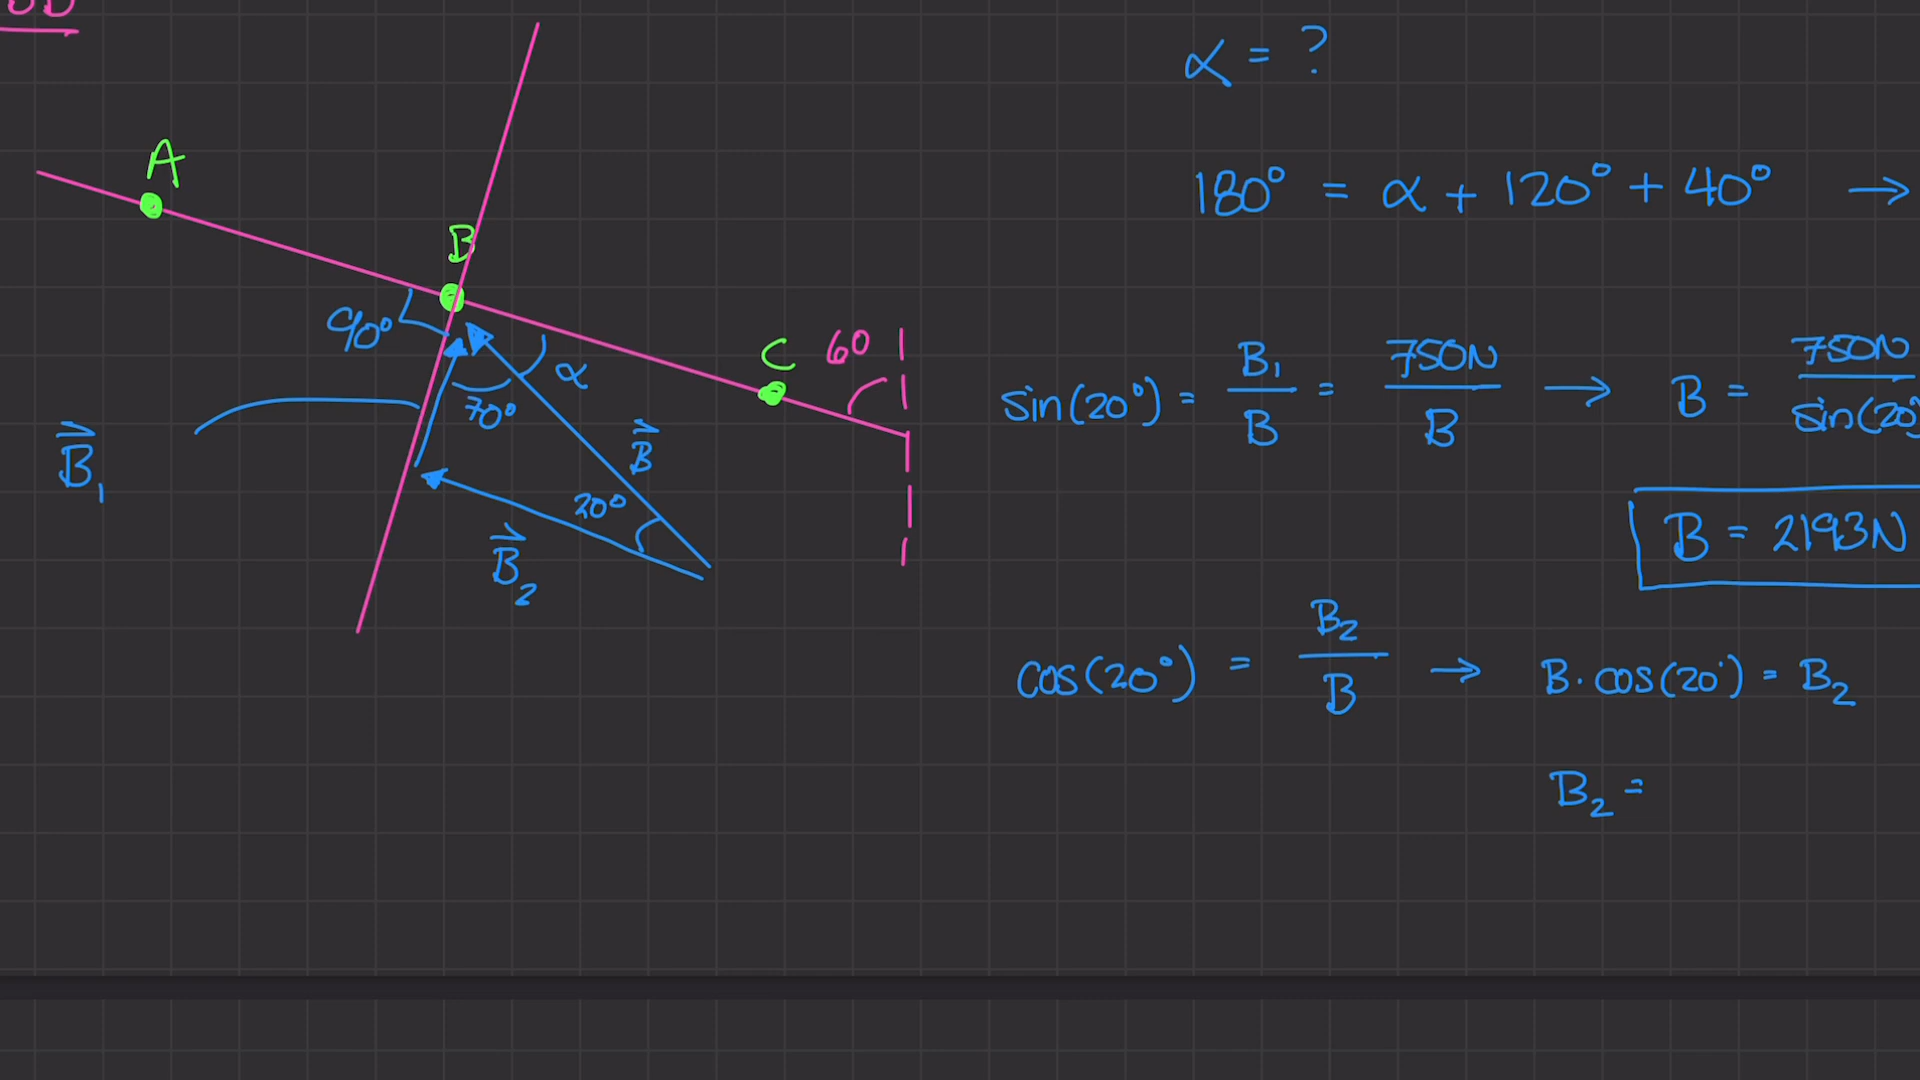 α = ?
180° = α + 120° + 40° →
A
B
90°
α
70°
C
60
B⃗₁
B⃗
20°
B⃗₂
sin(20°) = B₁/B = 750N/B → B = 750N/sin(20°)
B = 2193N
cos(20°) = B₂/B → B·cos(20°) = B₂
B₂ =